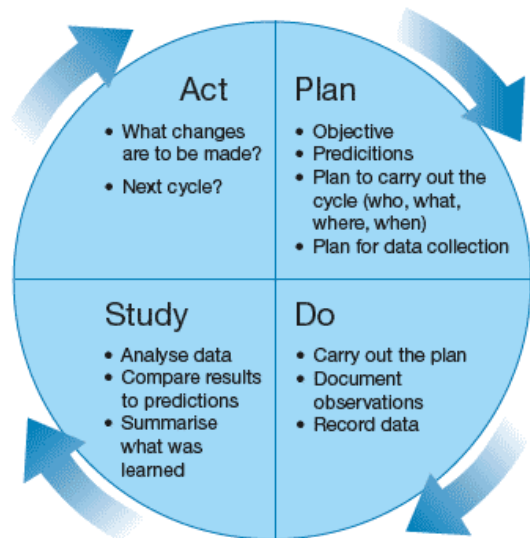 Act
• What changes
are to be made?
• Next cycle?
Plan
• Objective
• Predicitions
• Plan to carry out the
cycle (who, what,
where, when)
• Plan for data collection
Study
• Analyse data
• Compare results
to predictions
• Summarise
what was
learned
Do
• Carry out the plan
• Document
observations
• Record data